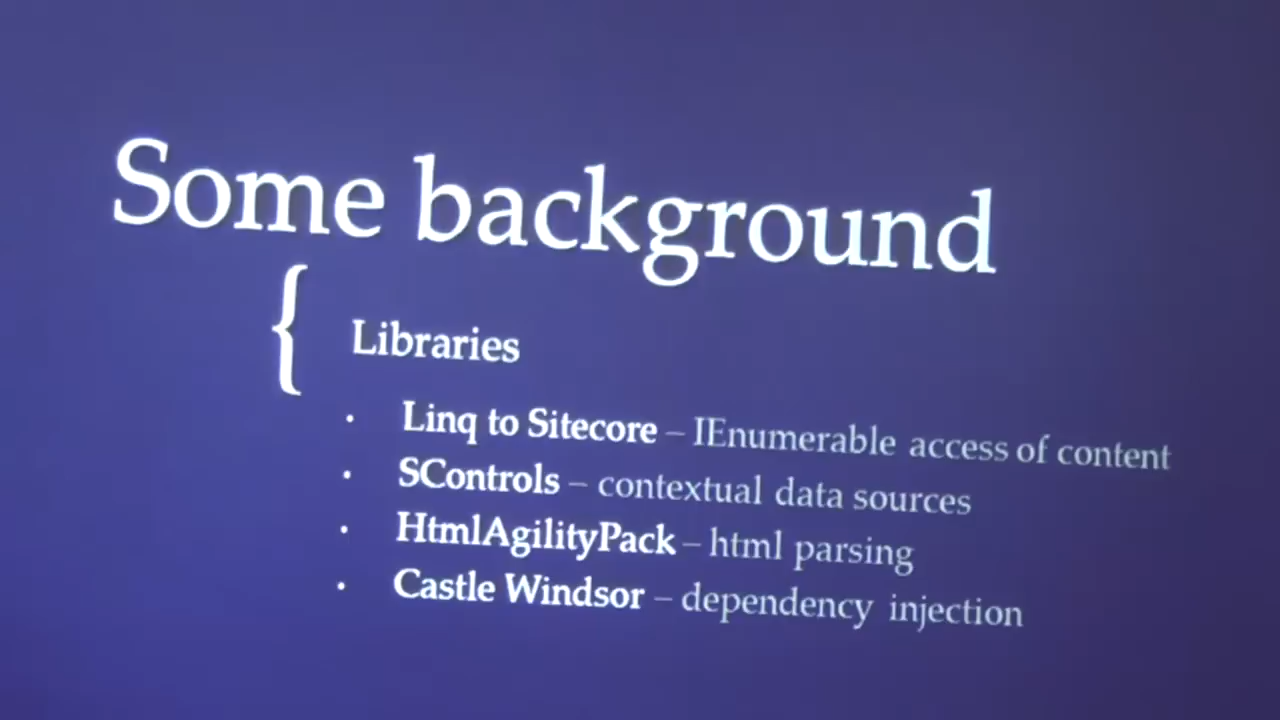 Some background
{ Libraries
· Linq to Sitecore – IEnumerable access of content
· SControls – contextual data sources
· HtmlAgilityPack – html parsing
· Castle Windsor – dependency injection